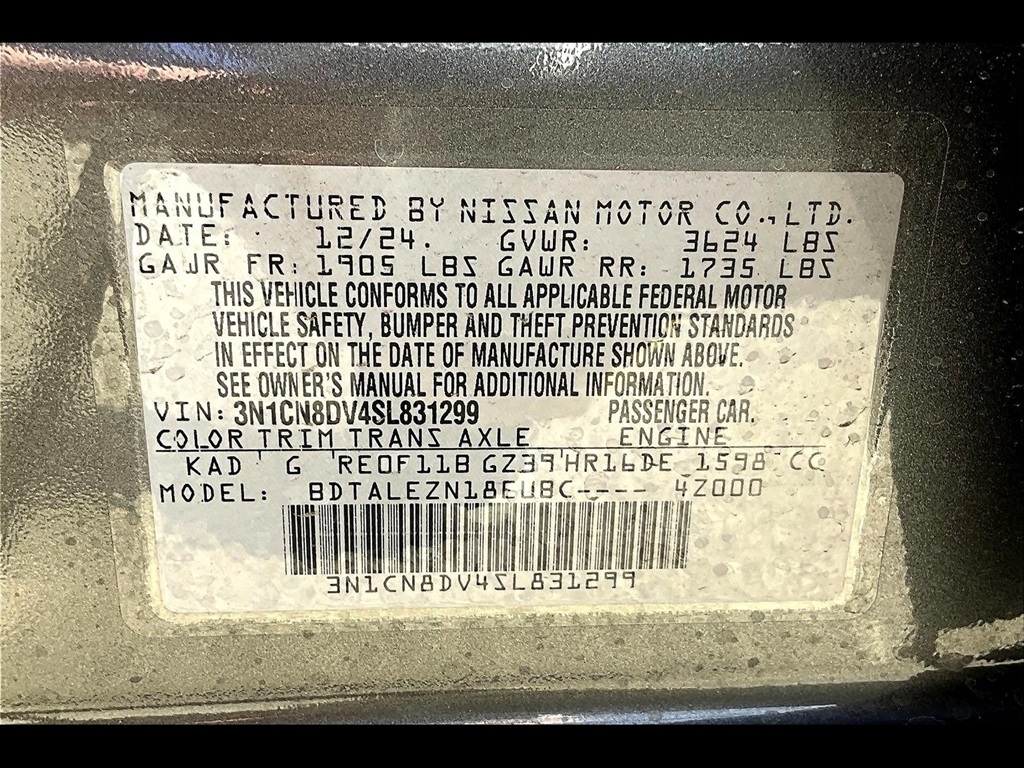 MANUFACTURED BY NISSAN MOTOR CO., LTD.
DATE: 12/24. GVWR: 3624 LBS
GAWR FR: 1905 LBS GAWR RR: 1735 LBS
THIS VEHICLE CONFORMS TO ALL APPLICABLE FEDERAL MOTOR
VEHICLE SAFETY, BUMPER AND THEFT PREVENTION STANDARDS
IN EFFECT ON THE DATE OF MANUFACTURE SHOWN ABOVE.
SEE OWNER'S MANUAL FOR ADDITIONAL INFORMATION.
VIN: 3N1CN8DV4SL831299 PASSENGER CAR.
COLOR TRIM TRANS AXLE ENGINE
KAD G RE0F11B GZ39 HR16DE 1598 CC
MODEL: BDTALEZN18EUBC---- 4Z000
3N1CN8DV4SL831299